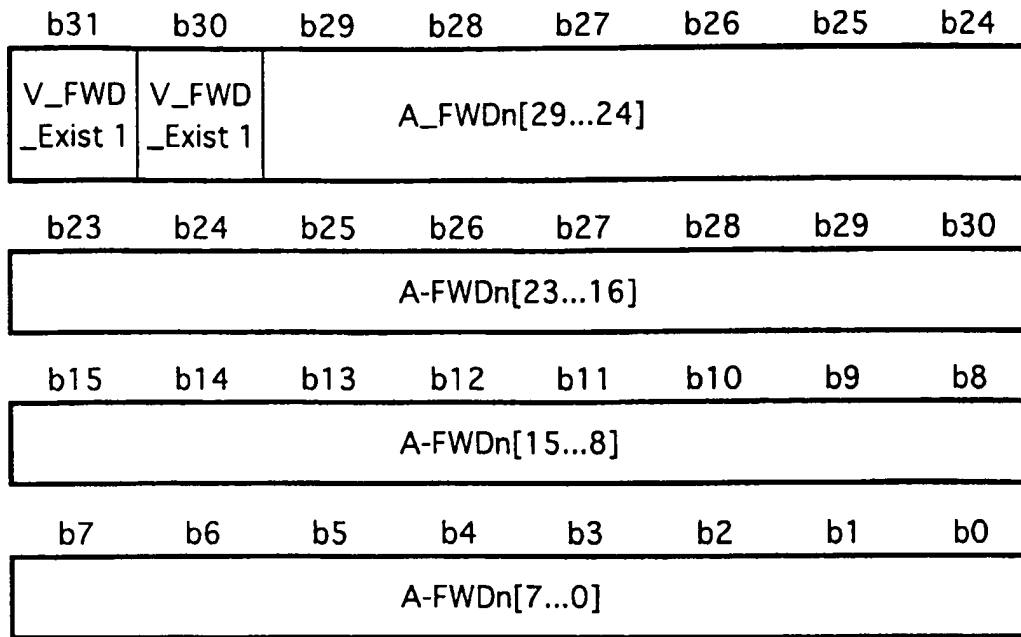 b31 b30 b29 b28 b27 b26 b25 b24
V_FWD V_FWD
_Exist 1 _Exist 1
A_FWDn[29...24]
b23 b24 b25 b26 b27 b28 b29 b30
A-FWDn[23...16]
b15 b14 b13 b12 b11 b10 b9 b8
A-FWDn[15...8]
b7 b6 b5 b4 b3 b2 b1 b0
A-FWDn[7...0]